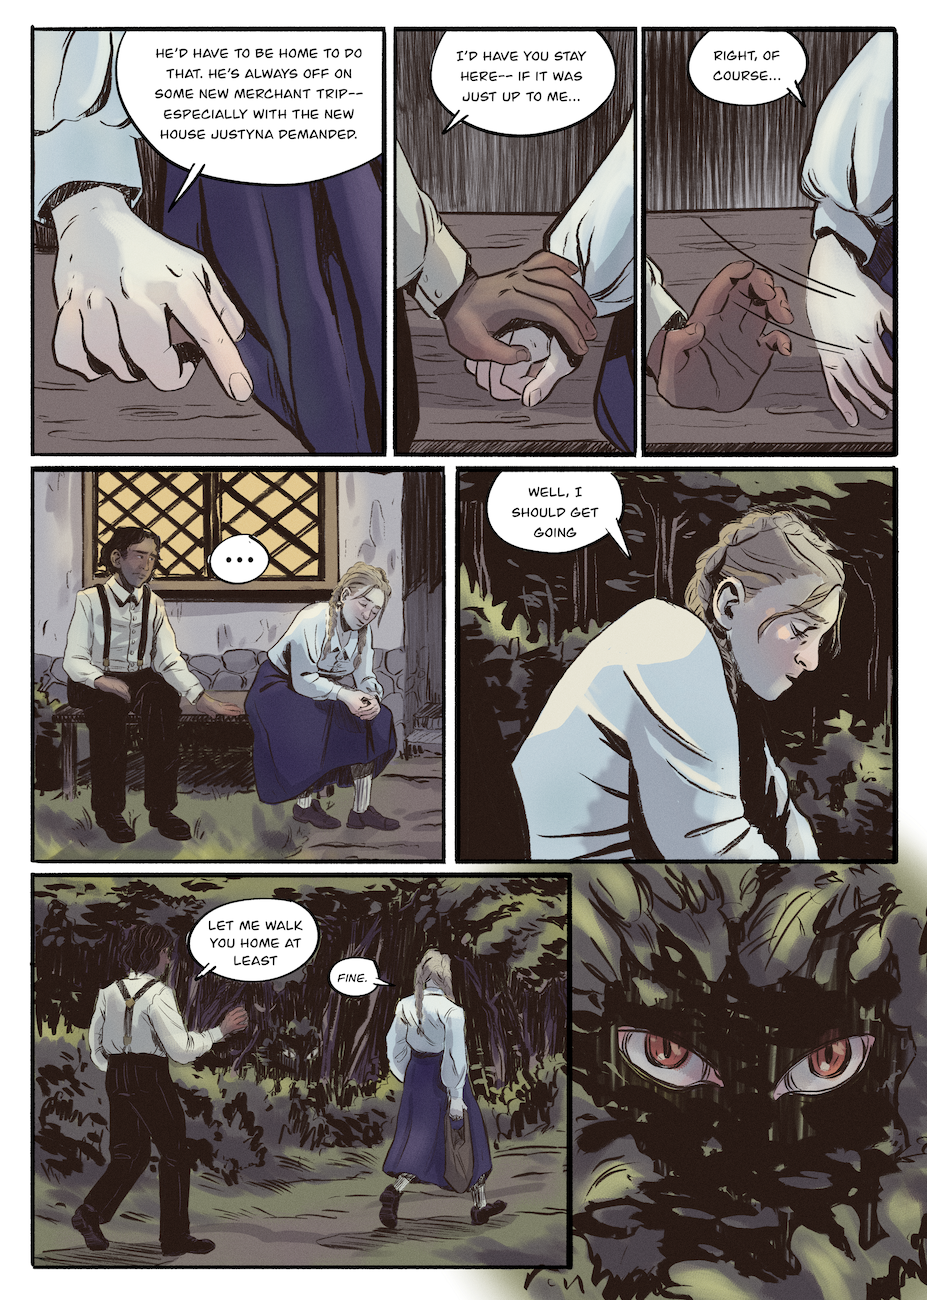 HE'D HAVE TO BE HOME TO DO
THAT. HE'S ALWAYS OFF ON
SOME NEW MERCHANT TRIP--
ESPECIALLY WITH THE NEW
HOUSE JUSTYNA DEMANDED.
I'D HAVE YOU STAY
HERE-- IF IT WAS
JUST UP TO ME...
RIGHT, OF
COURSE...
...
WELL, I
SHOULD GET
GOING
LET ME WALK
YOU HOME AT
LEAST
FINE.